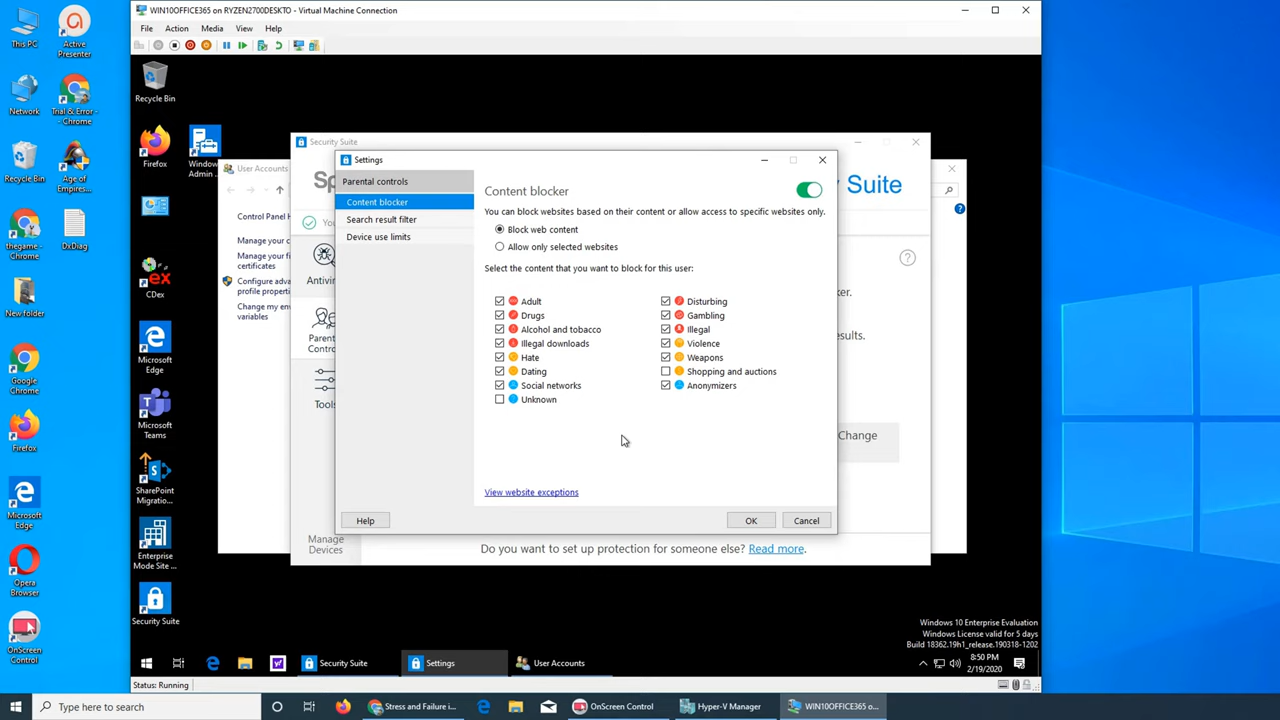 WIN10OFFICE365 on RYZEN2700DESKTO - Virtual Machine Connection
File Action Media View Help
This PC
Active
Presenter
Network
Trial & Error -
Chrome
Recycle Bin
Age of
Empires...
thegame -
Chrome
DxDiag
New folder
Google
Chrome
Firefox
Microsoft
Edge
Opera
Browser
OnScreen
Control
Recycle Bin
Firefox
Window
Admin ...
CDex
Microsoft
Edge
Microsoft
Teams
SharePoint
Migratio...
Enterprise
Mode Site ...
Security Suite
User Accounts
Control Panel H
Manage your c
Manage your fi
certificates
Configure adva
profile properti
Change my env
variables
Security Suite
Sp
Suite
You
Antivir
Paren
Contro
Tools
Manage
Devices
ker.
esults.
Change
Do you want to set up protection for someone else? Read more.
Settings
Parental controls
Content blocker
Search result filter
Device use limits
Content blocker
You can block websites based on their content or allow access to specific websites only.
Block web content
Allow only selected websites
Select the content that you want to block for this user:
Adult Disturbing
Drugs Gambling
Alcohol and tobacco Illegal
Illegal downloads Violence
Hate Weapons
Dating Shopping and auctions
Social networks Anonymizers
Unknown
View website exceptions
Help OK Cancel
Windows 10 Enterprise Evaluation
Windows License valid for 5 days
Build 18362.19h1_release.190318-1202
Security Suite Settings User Accounts
8:50 PM
2/19/2020
Status: Running
Type here to search
Stress and Failure i...
OnScreen Control
Hyper-V Manager
WIN10OFFICE365 o...